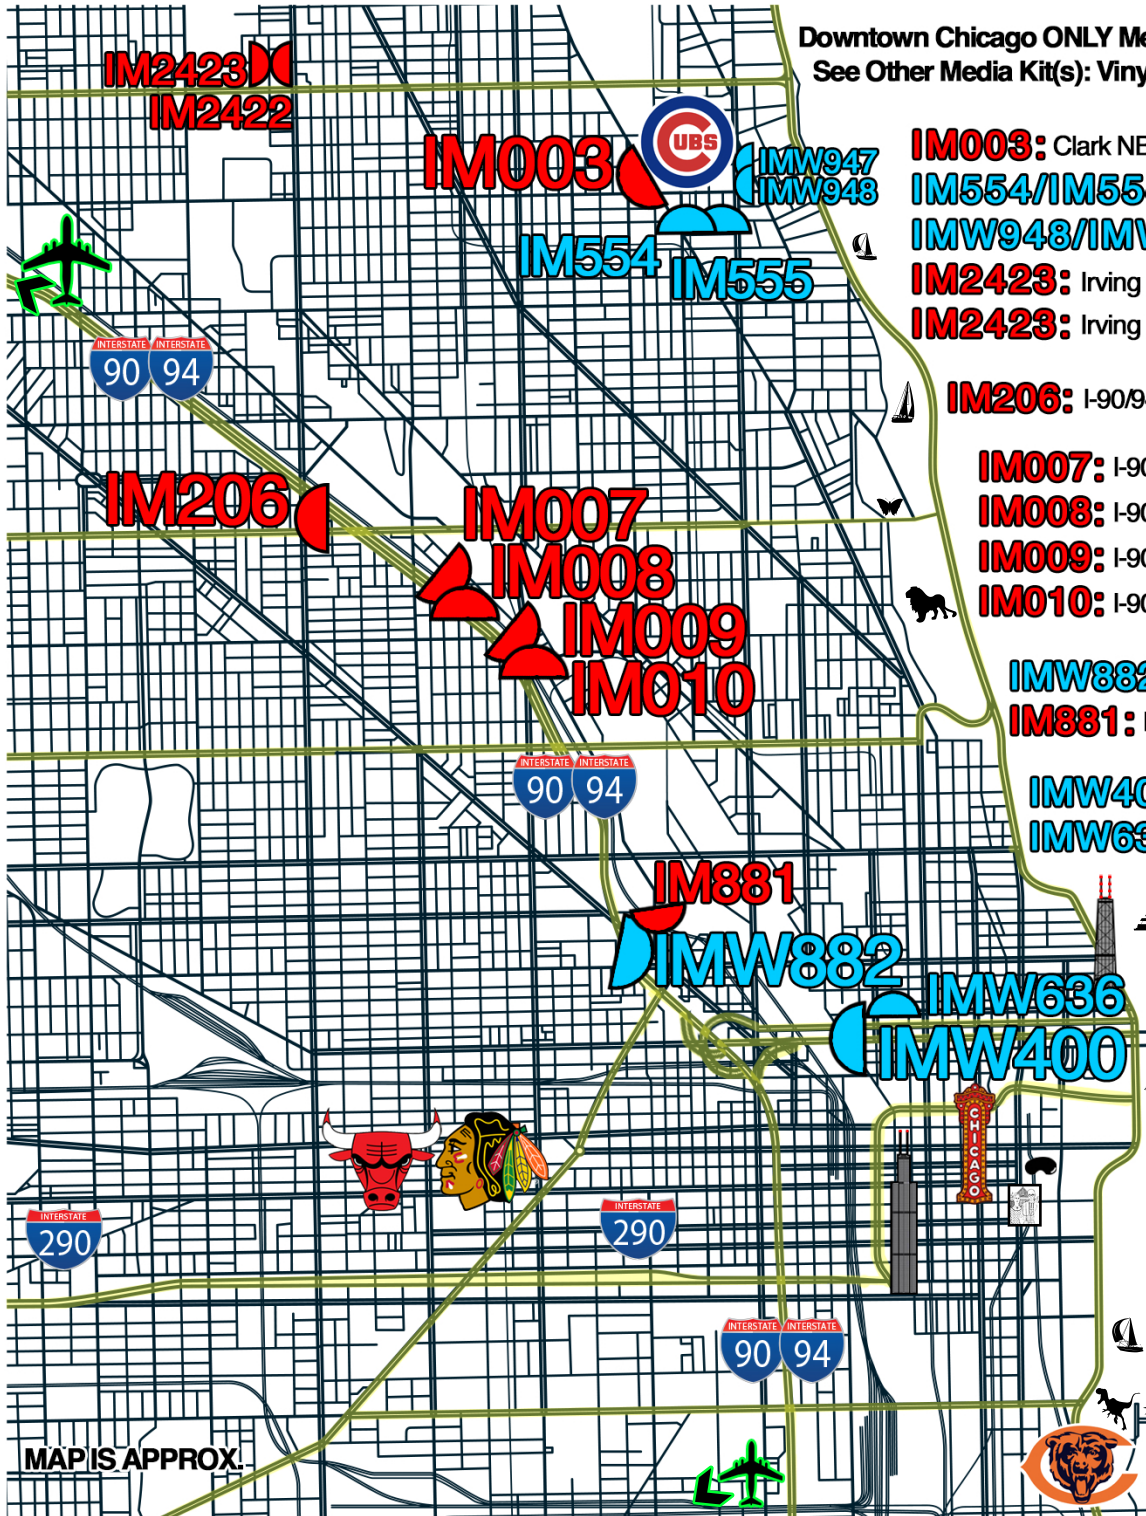 Downtown Chicago ONLY Me
See Other Media Kit(s): Viny
IM2423
IM2422
IM003
CUBS
IMW947
IMW948
IM554
IM555
IM003: Clark NE
IM554/IM55
IMW948/IM
IM2423: Irving
IM2423: Irving
INTERSTATE 90
INTERSTATE 94
IM206: I-90/9
IM206
IM007
IM008
IM009
IM010
IM007: I-90
IM008: I-90
IM009: I-90
IM010: I-90
IMW882
IM881:
INTERSTATE 90
INTERSTATE 94
IMW40
IMW63
IM881
IMW882
IMW636
IMW400
CHICAGO
INTERSTATE 290
INTERSTATE 290
INTERSTATE 90
INTERSTATE 94
MAP IS APPROX.